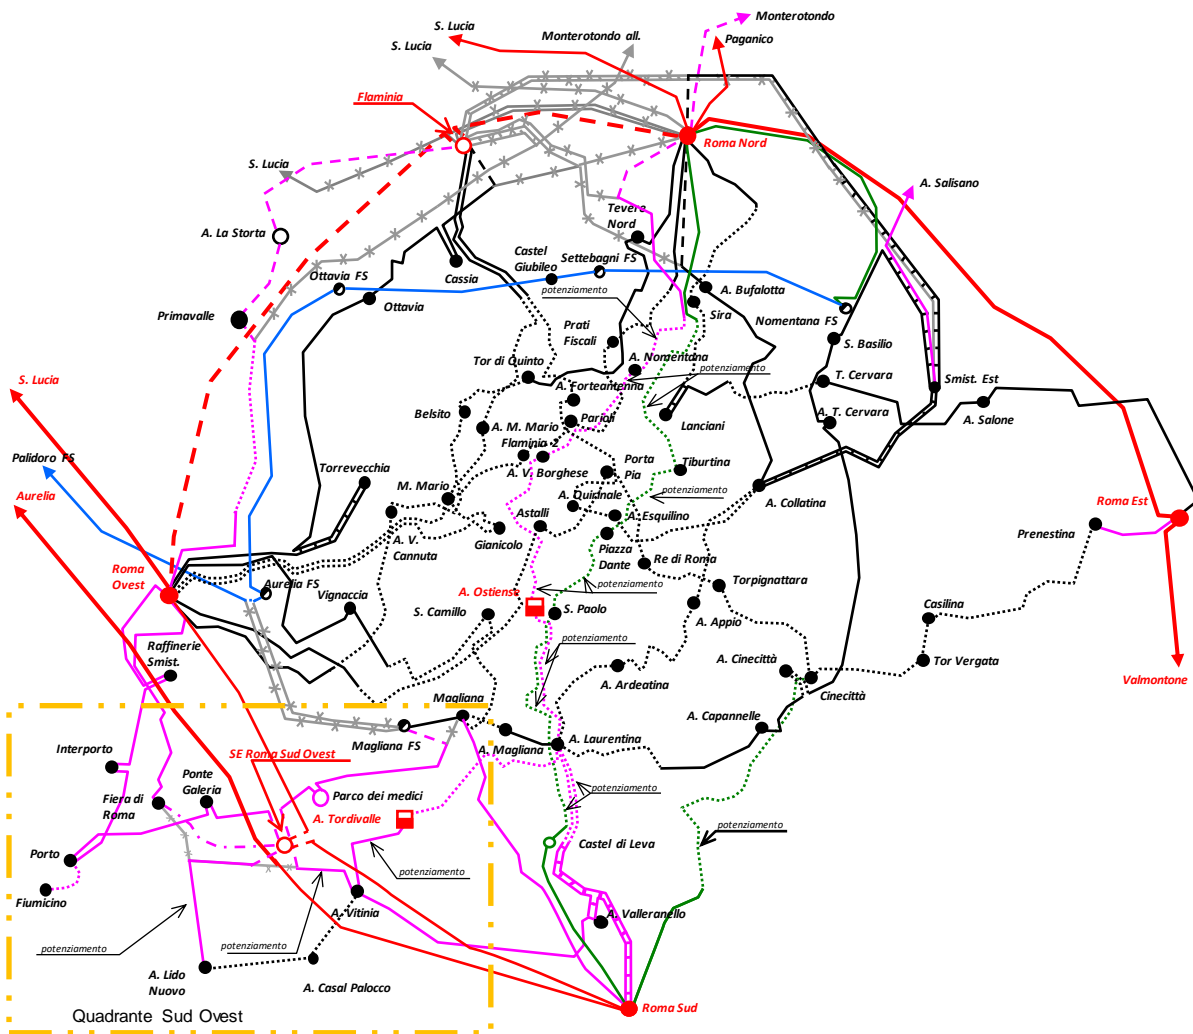 Monterotondo
S. Lucia
Monterotondo all.
Paganico
S. Lucia
Flaminia
Roma Nord
S. Lucia
A. Salisano
A. La Storta
Tevere
Nord
Castel
Giubileo
Settebagni FS
Ottavia FS
Cassia
A. Bufalotta
Ottavia
potenziamento
Sira
Nomentana FS
Primavalle
Prati
Fiscali
S. Basilio
Tor di Quinto
A. Nomentana
potenziamento
T. Cervara
Smist. Est
S. Lucia
A. Forteantenna
Belsito
Parioli
Lanciani
A. T. Cervara
A. Salone
A. M. Mario
Flaminia 2
Palidoro FS
Torrevecchia
A. V. Borghese
Porta
Pia
Tiburtina
Aurelia
M. Mario
A. Quirinale
potenziamento
A. Collatina
Roma Est
A. V.
Cannuta
Gianicolo
Astalli
A. Esquilino
Prenestina
Piazza
Dante
Re di Roma
Roma
Ovest
Aurelia FS
Vignaccia
S. Camillo
A. Ostiense
potenziamento
Torpignattara
S. Paolo
A. Appio
Casilina
Raffinerie
Smist.
potenziamento
A. Ardeatina
A. Cinecittà
Cinecittà
Tor Vergata
Valmontone
Magliana
Magliana FS
A. Magliana
A. Laurentina
A. Capannelle
Interporto
SE Roma Sud Ovest
Ponte
Galeria
Fiera di
Roma
Parco dei medici
A. Tordivalle
potenziamento
potenziamento
Castel di Leva
Porto
Fiumicino
potenziamento
A. Vitinia
A. Valleranello
potenziamento
potenziamento
A. Lido
Nuovo
A. Casal Palocco
Roma Sud
Quadrante Sud Ovest